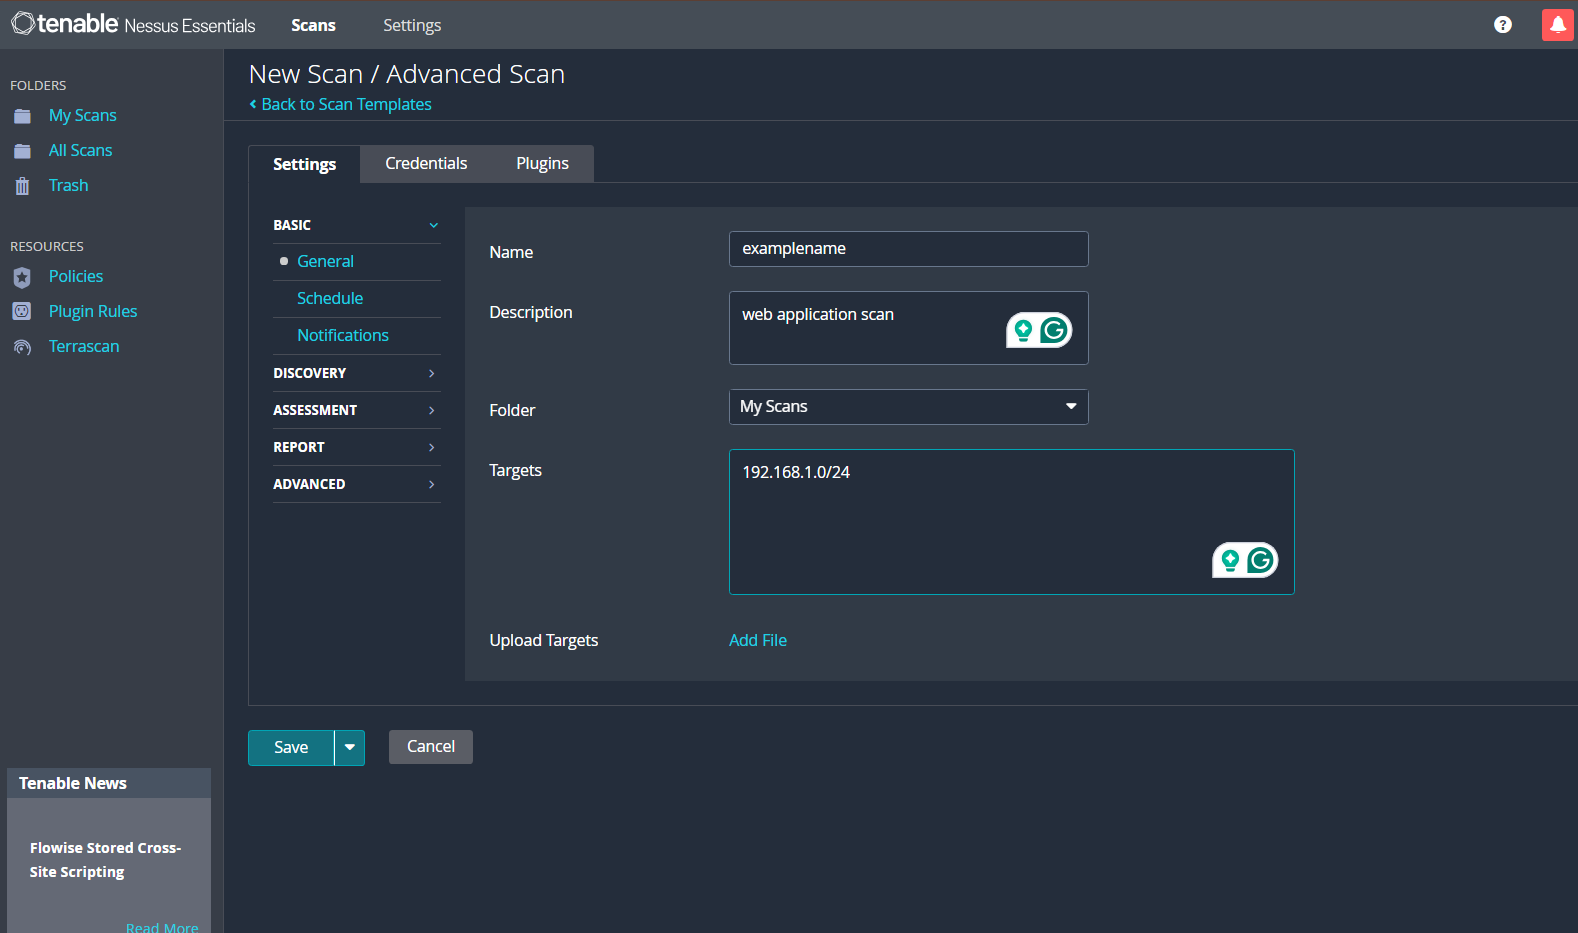 tenable Nessus Essentials Scans Settings
FOLDERS
My Scans
All Scans
Trash
RESOURCES
Policies
Plugin Rules
Terrascan
Tenable News
Flowise Stored Cross-
Site Scripting
Read More
New Scan / Advanced Scan
Back to Scan Templates
Settings Credentials Plugins
BASIC
General
Schedule
Notifications
DISCOVERY
ASSESSMENT
REPORT
ADVANCED
Name examplename
Description web application scan
Folder My Scans
Targets 192.168.1.0/24
Upload Targets Add File
Save Cancel